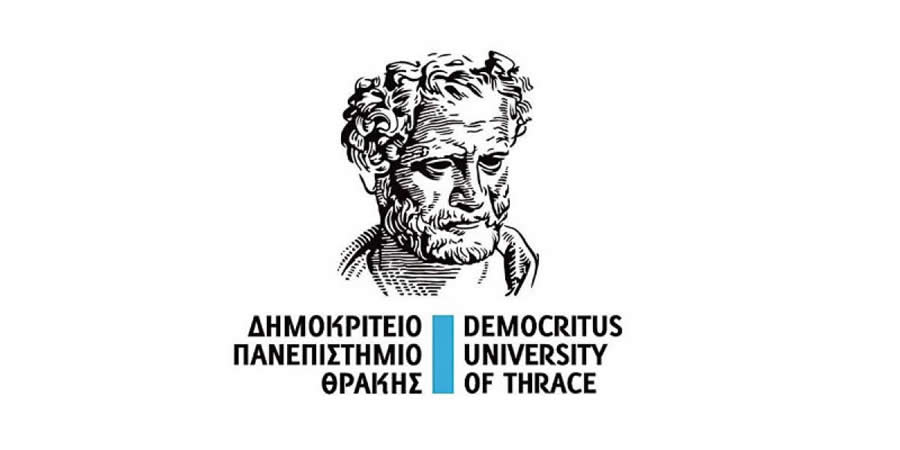 ΔΗΜΟΚΡΙΤΕΙΟ
ΠΑΝΕΠΙΣΤΗΜΙΟ
ΘΡΑΚΗΣ
DEMOCRITUS
UNIVERSITY
OF THRACE